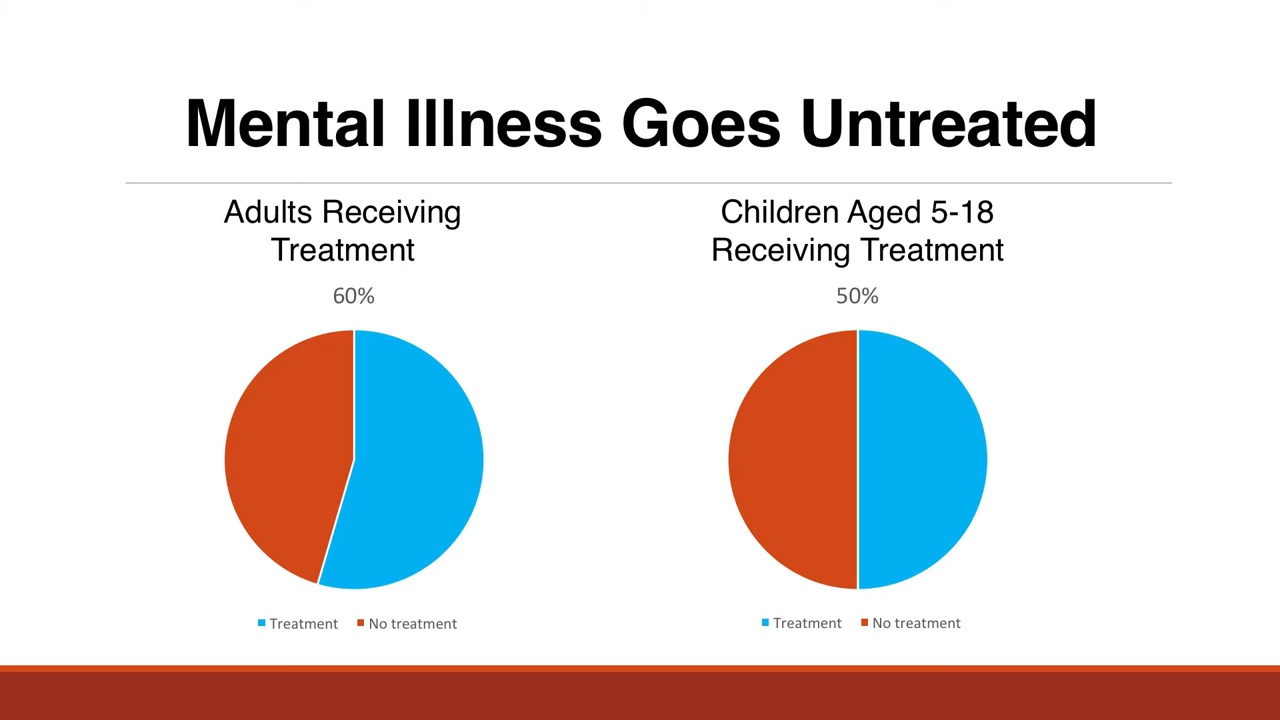 Mental Illness Goes Untreated
Adults Receiving
Treatment
60%
Treatment No treatment
Children Aged 5-18
Receiving Treatment
50%
Treatment No treatment